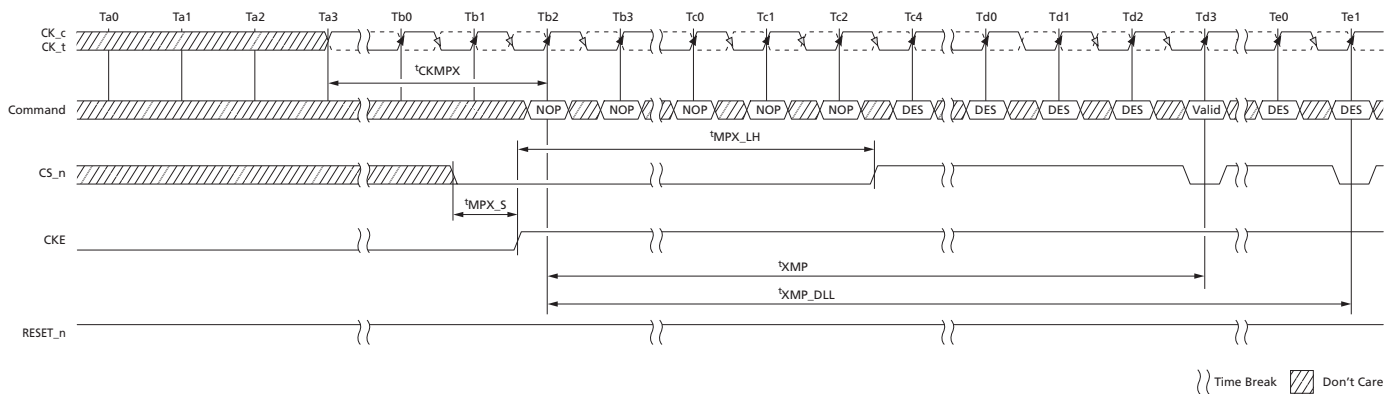 Ta0 Ta1 Ta2 Ta3 Tb0 Tb1 Tb2 Tb3 Tc0 Tc1 Tc2 Tc4 Td0 Td1 Td2 Td3 Te0 Te1
CK_c
CK_t
tCKMPX
Command NOP NOP NOP NOP NOP DES DES DES DES Valid DES DES
tMPX_LH
CS_n
tMPX_S
CKE
tXMP
tXMP_DLL
RESET_n
Time Break Don't Care